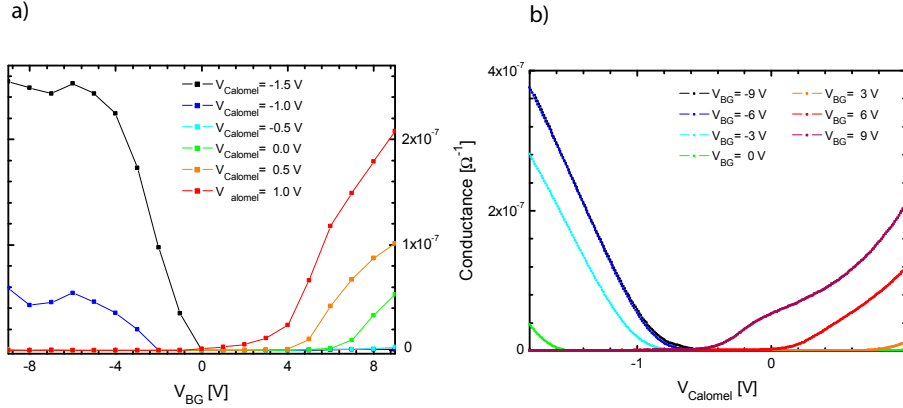 a)
V_Calomel= -1.5 V
V_Calomel= -1.0 V
V_Calomel= -0.5 V
V_Calomel= 0.0 V
V_Calomel= 0.5 V
V_alomel= 1.0 V
2x10^-7
1x10^-7
0
-8 -4 0 4 8
V_BG [V]
b)
4x10^-7
2x10^-7
0
Conductance [Ω^-1]
V_BG= -9 V
V_BG= -6 V
V_BG= -3 V
V_BG= 0 V
V_BG= 3 V
V_BG= 6 V
V_BG= 9 V
-1 0
V_Calomel [V]